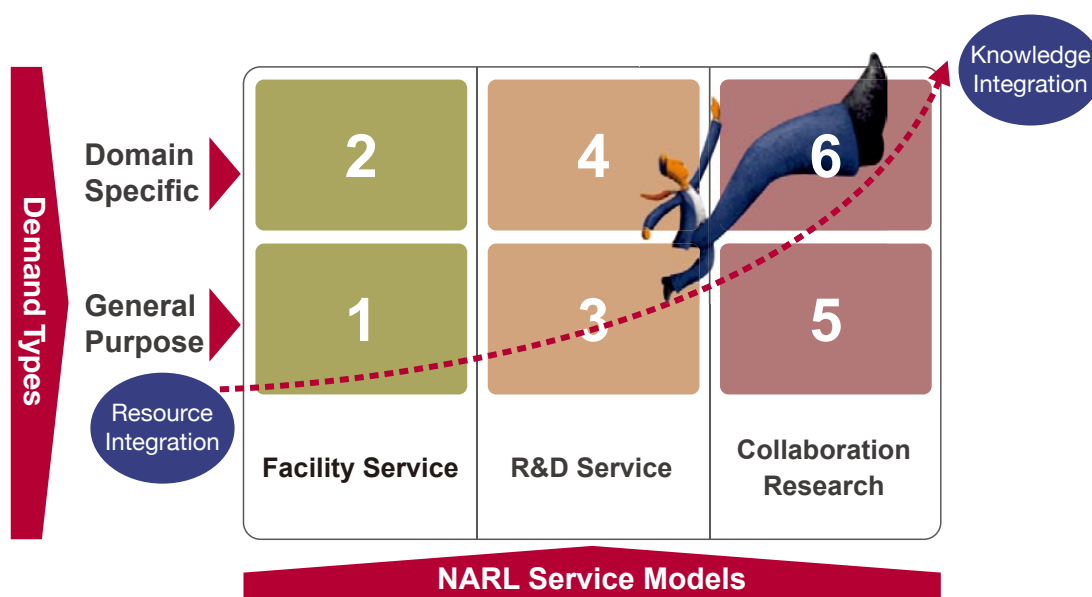 Knowledge
Integration
Demand Types
Domain
Specific
2
4
6
General
Purpose
1
3
5
Resource
Integration
Facility Service
R&D Service
Collaboration
Research
NARL Service Models